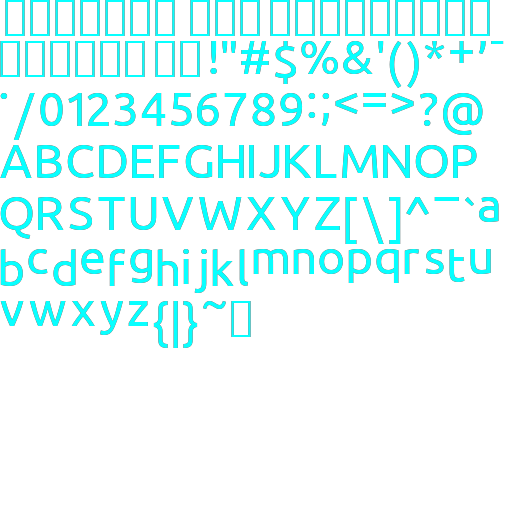 !"#$%&'()*+,-
./0123456789:;<=>?@
ABCDEFGHIJKLMNOP
QRSTUVWXYZ[\]^_`a
bcdefghijklmnopqrstu
vwxyz{|}~